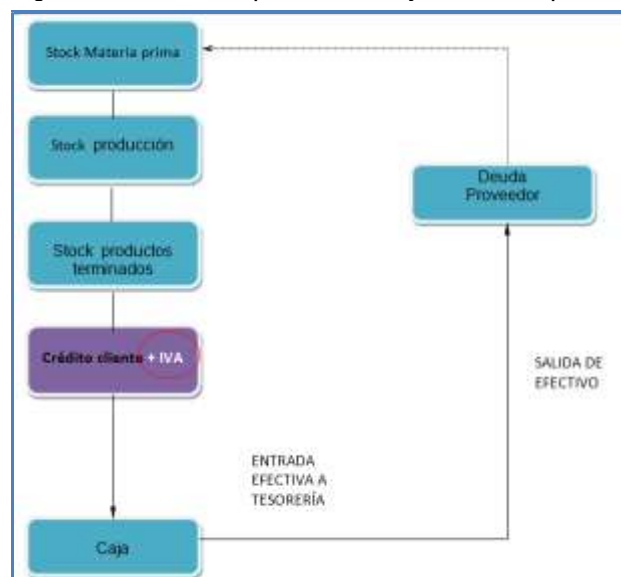 Stock Materia prima
Stock producción
Stock productos
terminados
Crédito cliente + IVA
Caja
ENTRADA
EFECTIVA A
TESORERÍA
Deuda
Proveedor
SALIDA DE
EFECTIVO